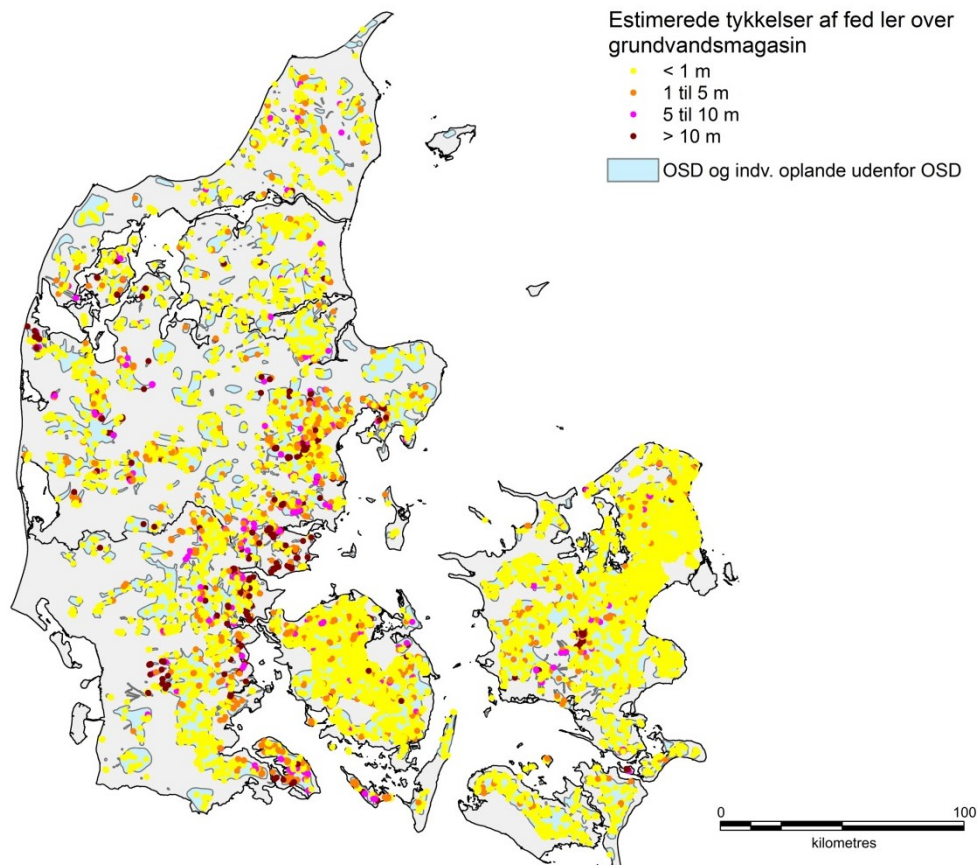 Estimerede tykkelser af fed ler over
grundvandsmagasin
< 1 m
1 til 5 m
5 til 10 m
> 10 m
OSD og indv. oplande udenfor OSD
0 100
kilometres